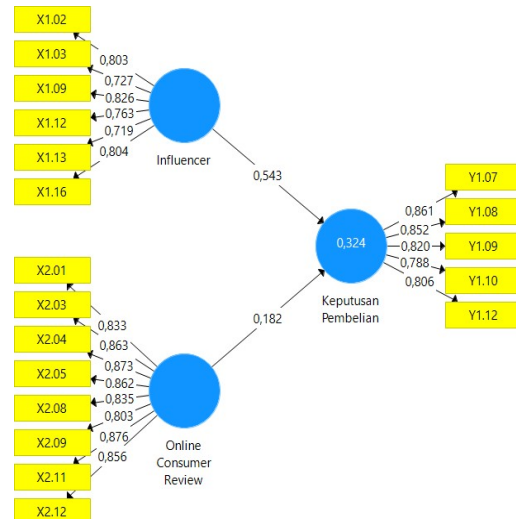 X1.02
X1.03
X1.09
X1.12
X1.13
X1.16
0,803
0,727
0.826
0,763
0,719
0,804
Influencer
0,543
X2.01
X2.03
X2.04
X2.05
X2.08
X2.09
X2.11
X2.12
0,833
0,863
0,873
0,862
0,835
0,803
0,876
0,856
Online
Consumer
Review
0,182
0,324
Keputusan
Pembelian
0,861
0,852
0,820
0,788
0,806
Y1.07
Y1.08
Y1.09
Y1.10
Y1.12